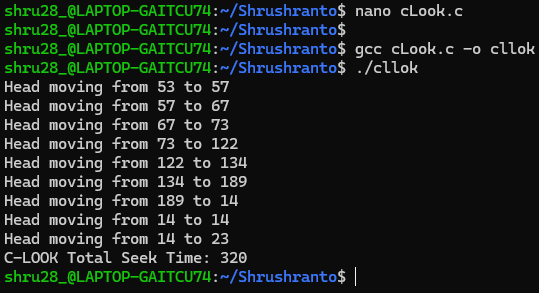 shru28_@LAPTOP-GAITCU74:~/Shrushranto$ nano cLook.c
shru28_@LAPTOP-GAITCU74:~/Shrushranto$
shru28_@LAPTOP-GAITCU74:~/Shrushranto$ gcc cLook.c -o cllok
shru28_@LAPTOP-GAITCU74:~/Shrushranto$ ./cllok
Head moving from 53 to 57
Head moving from 57 to 67
Head moving from 67 to 73
Head moving from 73 to 122
Head moving from 122 to 134
Head moving from 134 to 189
Head moving from 189 to 14
Head moving from 14 to 14
Head moving from 14 to 23
C-LOOK Total Seek Time: 320
shru28_@LAPTOP-GAITCU74:~/Shrushranto$